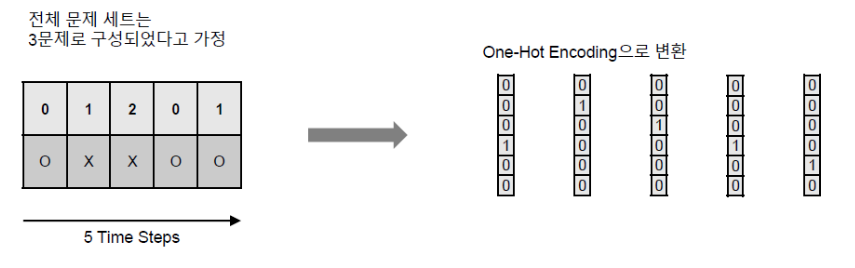 전체 문제 세트는
3문제로 구성되었다고 가정
One-Hot Encoding으로 변환
0 1 2 0 1
O X X O O
5 Time Steps
0 0 0 0 0
0 1 0 0 0
0 0 1 0 0
1 0 0 1 0
0 0 0 0 1
0 0 0 0 0